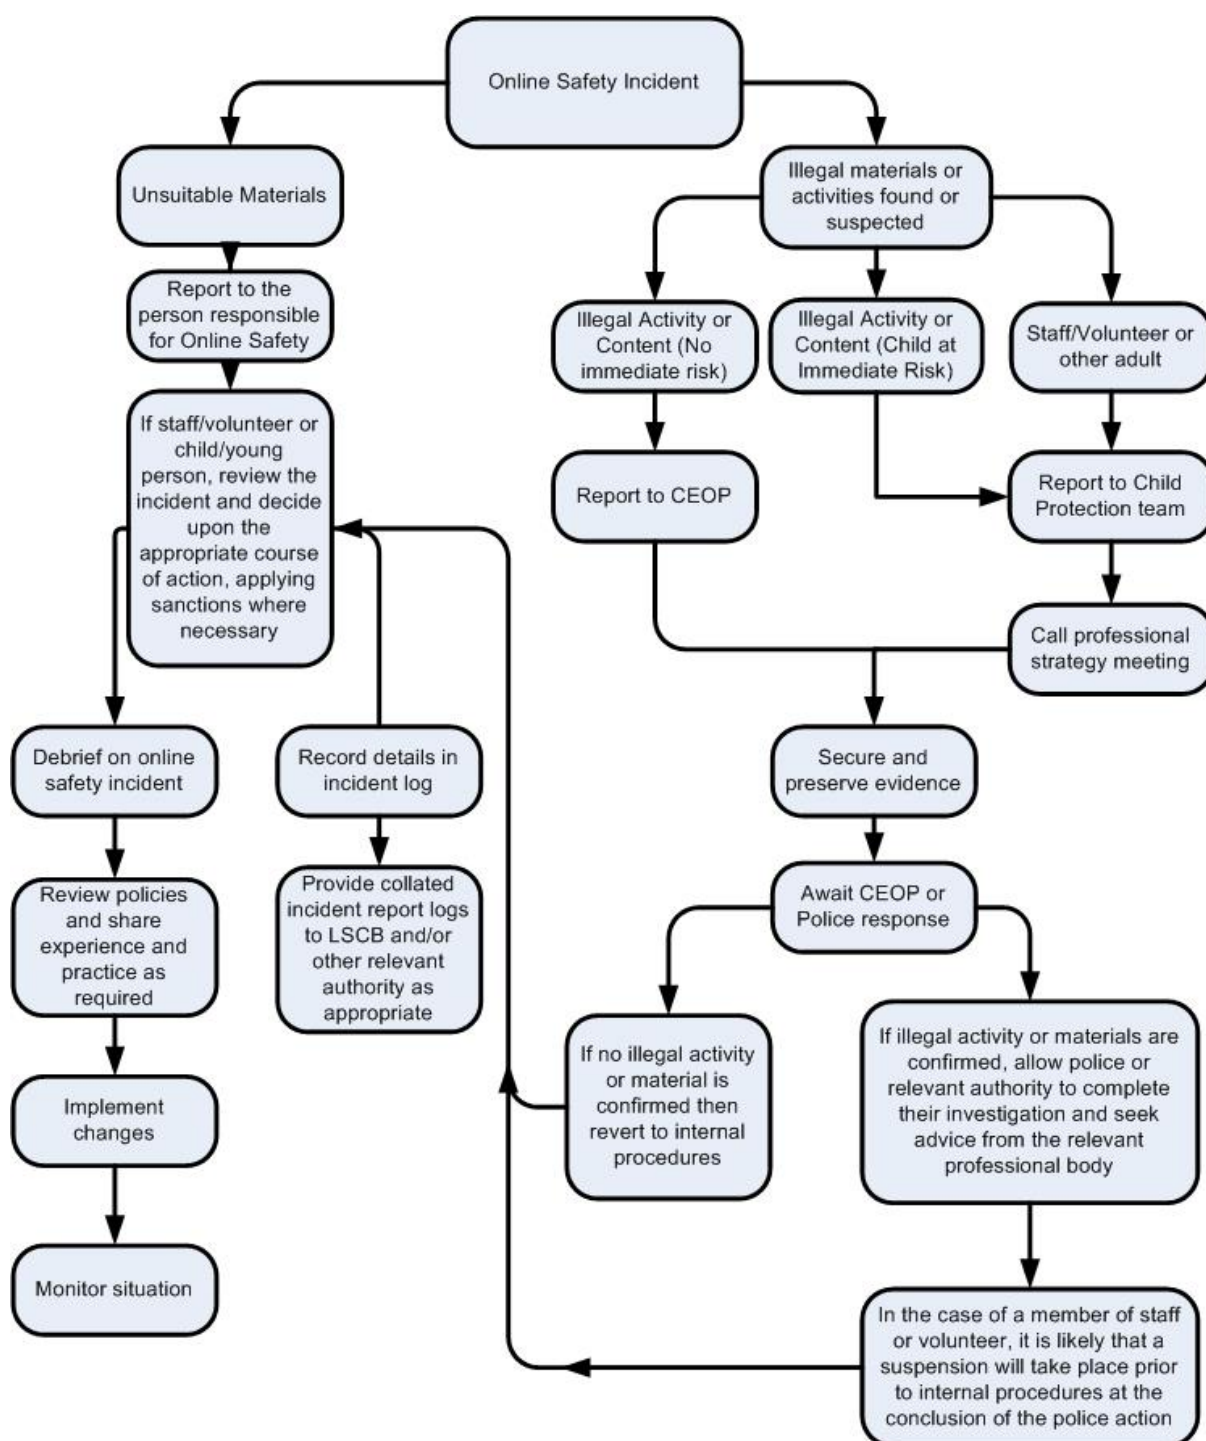 Online Safety Incident
Unsuitable Materials
Illegal materials or
activities found or
suspected
Report to the
person responsible
for Online Safety
Illegal Activity or
Content (No
immediate risk)
Illegal Activity or
Content (Child at
Immediate Risk)
Staff/Volunteer or
other adult
If staff/volunteer or
child/young
person, review the
incident and decide
upon the
appropriate course
of action, applying
sanctions where
necessary
Report to CEOP
Report to Child
Protection team
Call professional
strategy meeting
Debrief on online
safety incident
Record details in
incident log
Secure and
preserve evidence
Review policies
and share
experience and
practice as
required
Provide collated
incident report logs
to LSCB and/or
other relevant
authority as
appropriate
Await CEOP or
Police response
Implement
changes
If no illegal activity
or material is
confirmed then
revert to internal
procedures
If illegal activity or materials are
confirmed, allow police or
relevant authority to complete
their investigation and seek
advice from the relevant
professional body
Monitor situation
In the case of a member of staff
or volunteer, it is likely that a
suspension will take place prior
to internal procedures at the
conclusion of the police action